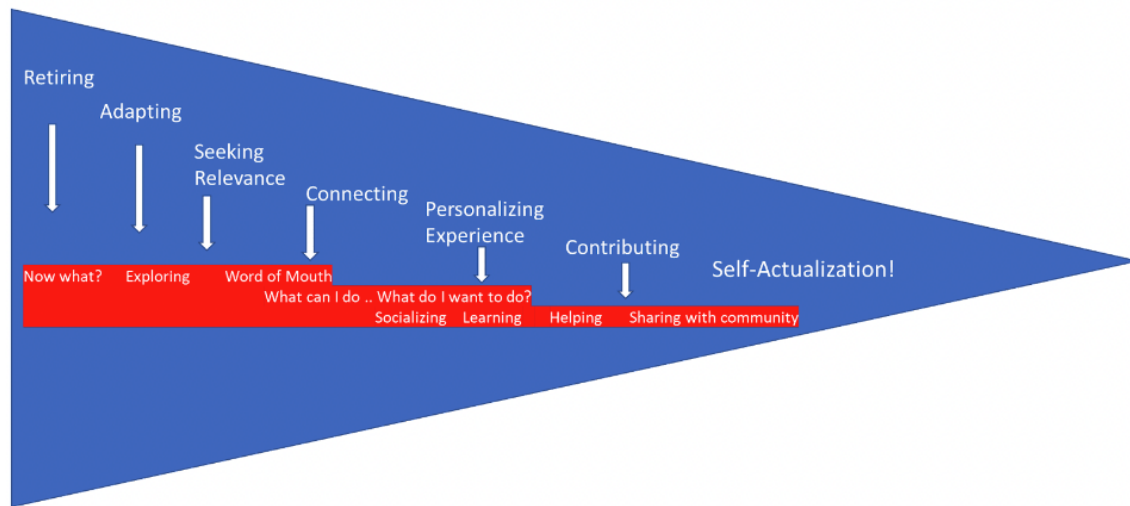 Retiring
Adapting
Seeking
Relevance
Connecting
Personalizing
Experience
Contributing
Self-Actualization!
Now what? Exploring Word of Mouth
What can I do .. What do I want to do?
Socializing Learning Helping Sharing with community